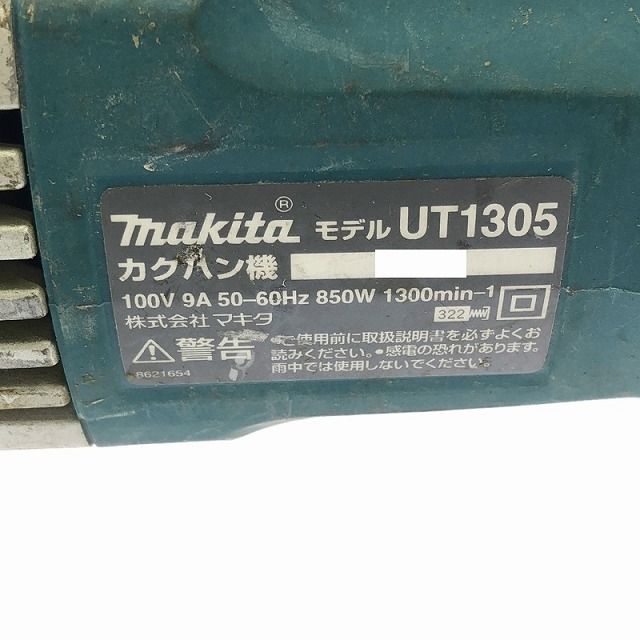 makita® モデル UT1305
カクハン機
100V 9A 50-60Hz 850W 1300min-1
株式会社 マキタ
322
警告
•ご使用前に取扱説明書を必ずよくお
読みください。•感電の恐れがあります。
雨中では使用しないでください。
8621654